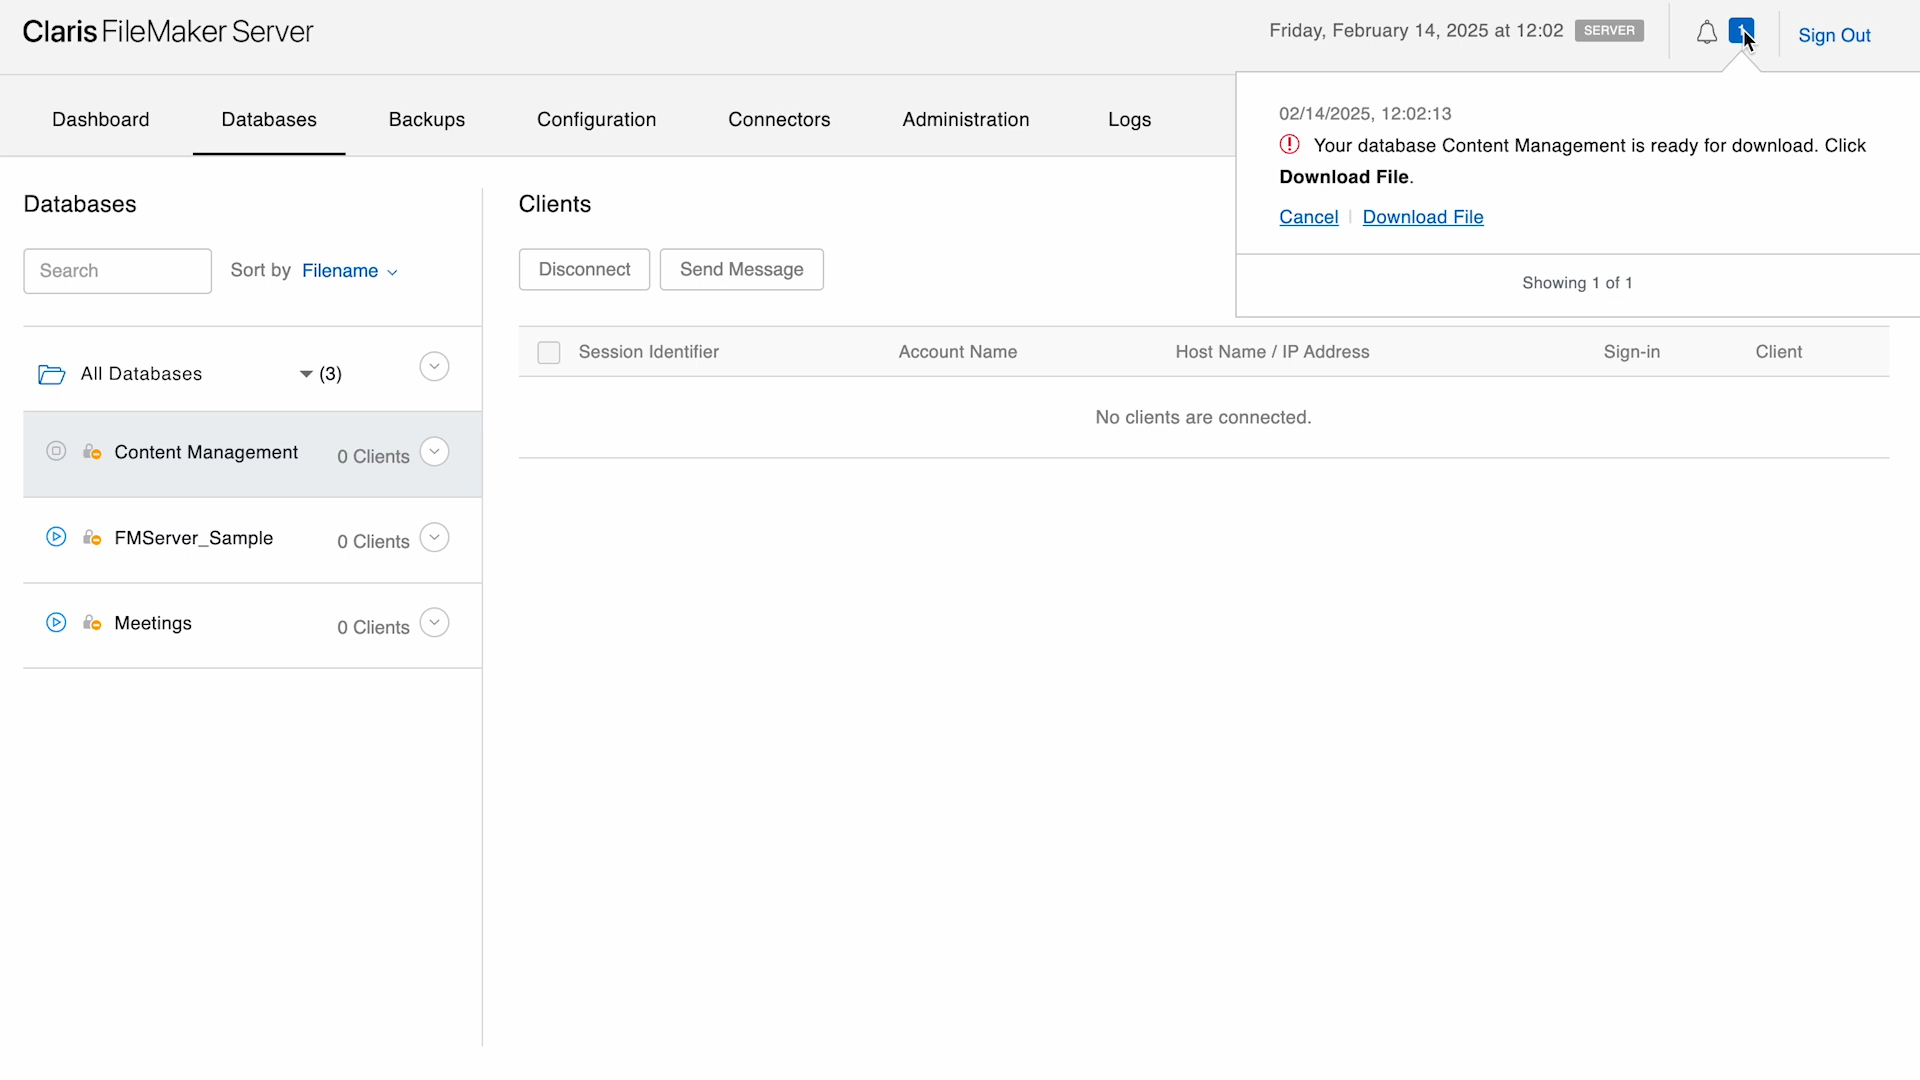 Claris FileMaker Server
Friday, February 14, 2025 at 12:02 SERVER
1
Sign Out
Dashboard Databases Backups Configuration Connectors Administration Logs
02/14/2025, 12:02:13
Your database Content Management is ready for download. Click
Download File.
Cancel | Download File
Showing 1 of 1
Databases
Search Sort by Filename
All Databases (3)
Content Management 0 Clients
FMServer_Sample 0 Clients
Meetings 0 Clients
Clients
Disconnect Send Message
Session Identifier Account Name Host Name / IP Address Sign-in Client
No clients are connected.